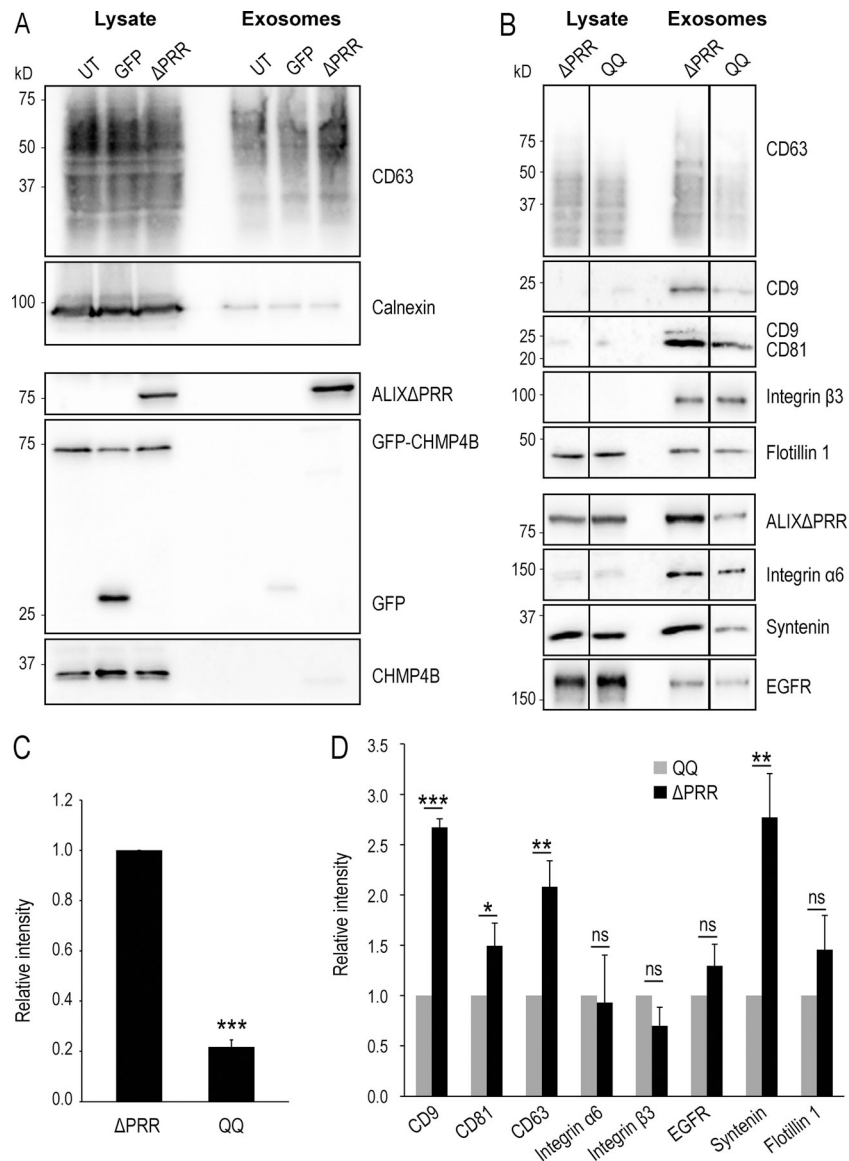 A
Lysate
Exosomes
UT GFP ΔPRR UT GFP ΔPRR
kD
75
50
37
CD63
100
Calnexin
75
ALIXΔPRR
75
GFP-CHMP4B
25
GFP
37
CHMP4B
B
Lysate
Exosomes
ΔPRR QQ ΔPRR QQ
kD
75
50
37
CD63
25
CD9
25
20
CD9
CD81
100
Integrin β3
50
Flotillin 1
75
ALIXΔPRR
150
Integrin α6
37
Syntenin
150
EGFR
C
Relative intensity
1.2
1.0
0.8
0.6
0.4
0.2
0.0
***
ΔPRR QQ
D
Relative intensity
3.5
3.0
2.5
2.0
1.5
1.0
0.5
0.0
QQ
ΔPRR
*** * ** ns ns ns ** ns
CD9 CD81 CD63 Integrin α6 Integrin β3 EGFR Syntenin Flotillin 1